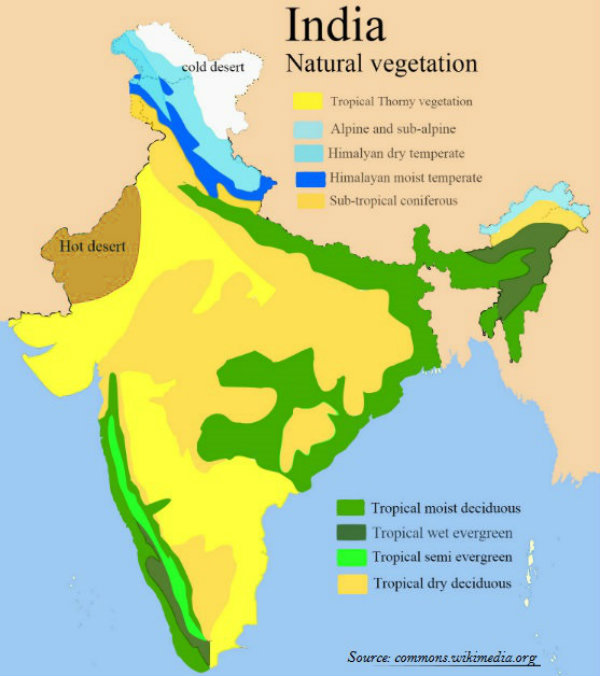 India
Natural vegetation
cold desert
Tropical Thorny vegetation
Alpine and sub-alpine
Himalyan dry temperate
Himalayan moist temperate
Sub-tropical coniferous
Hot desert
Tropical moist deciduous
Tropical wet evergreen
Tropical semi evergreen
Tropical dry deciduous
Source: commons.wikimedia.org